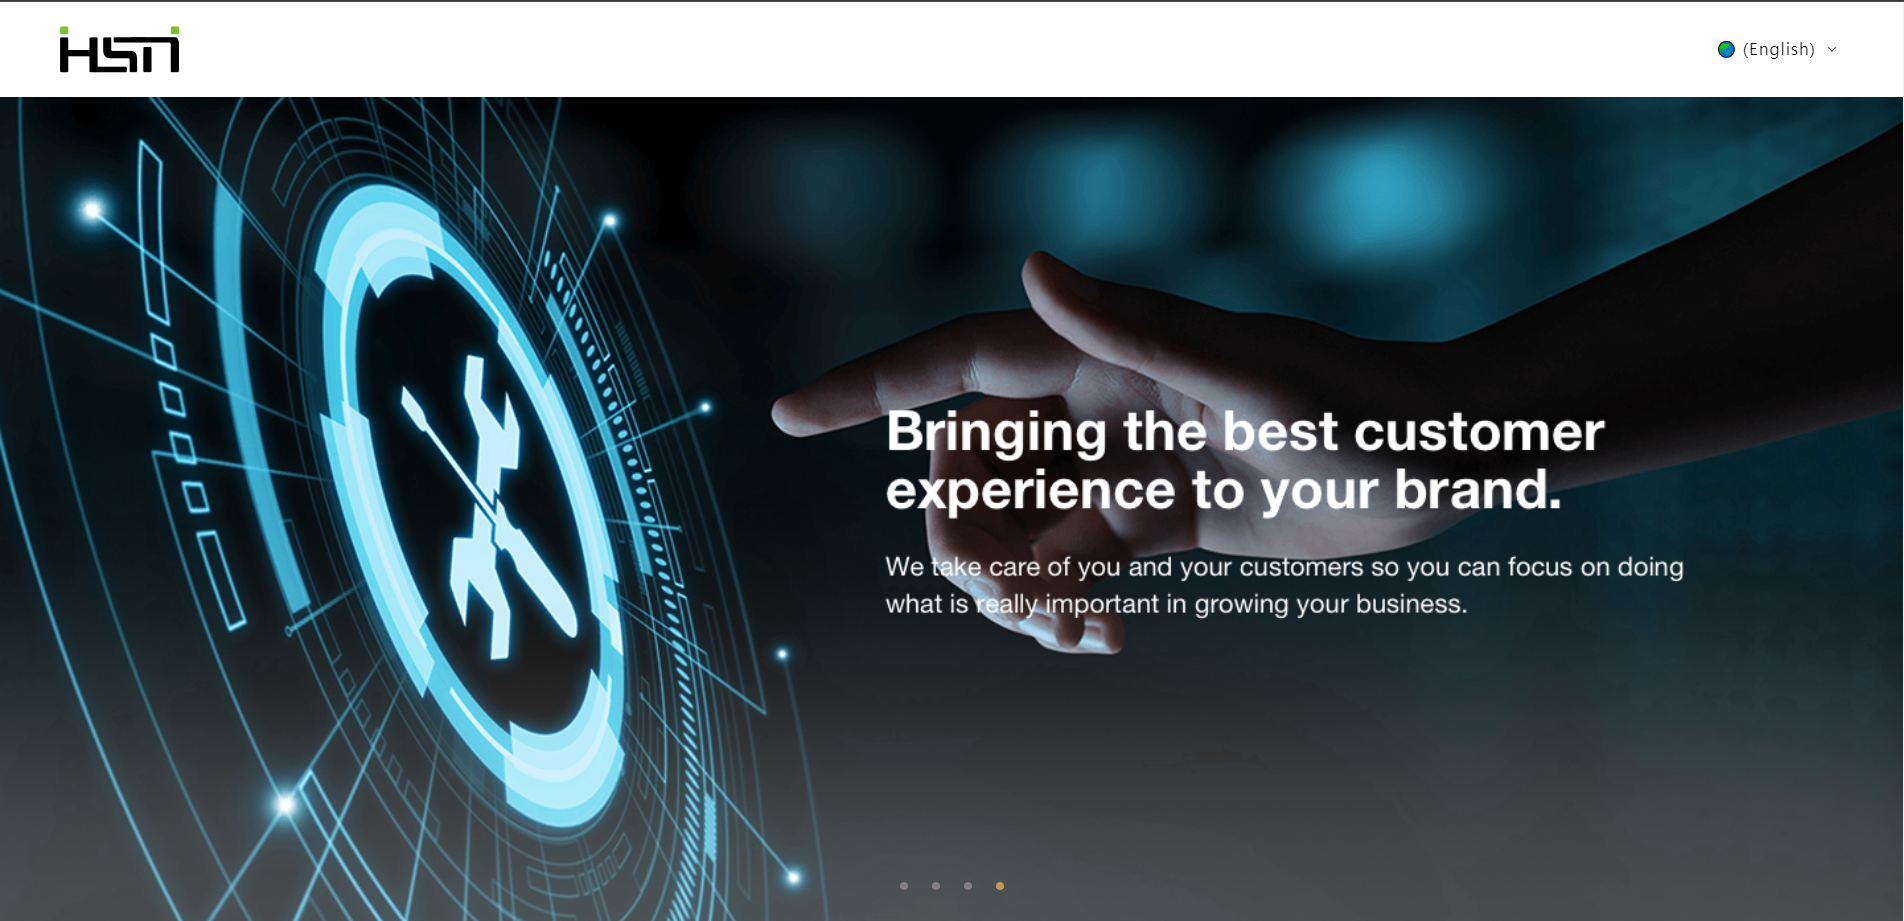 HSN
(English)
Bringing the best customer
experience to your brand.
We take care of you and your customers so you can focus on doing
what is really important in growing your business.